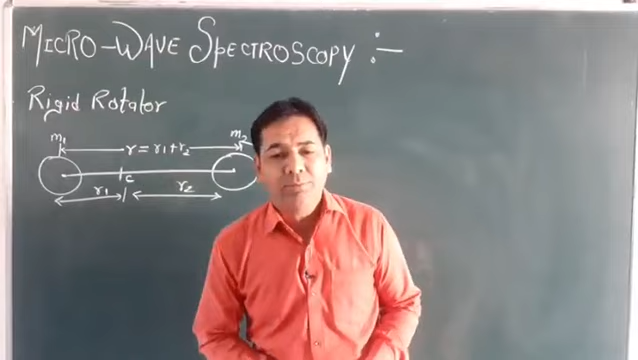 MICRO-WAVE SPECTROSCOPY :-
Rigid Rotator
m1 r = r1 + r2 m2
c
r1 r2